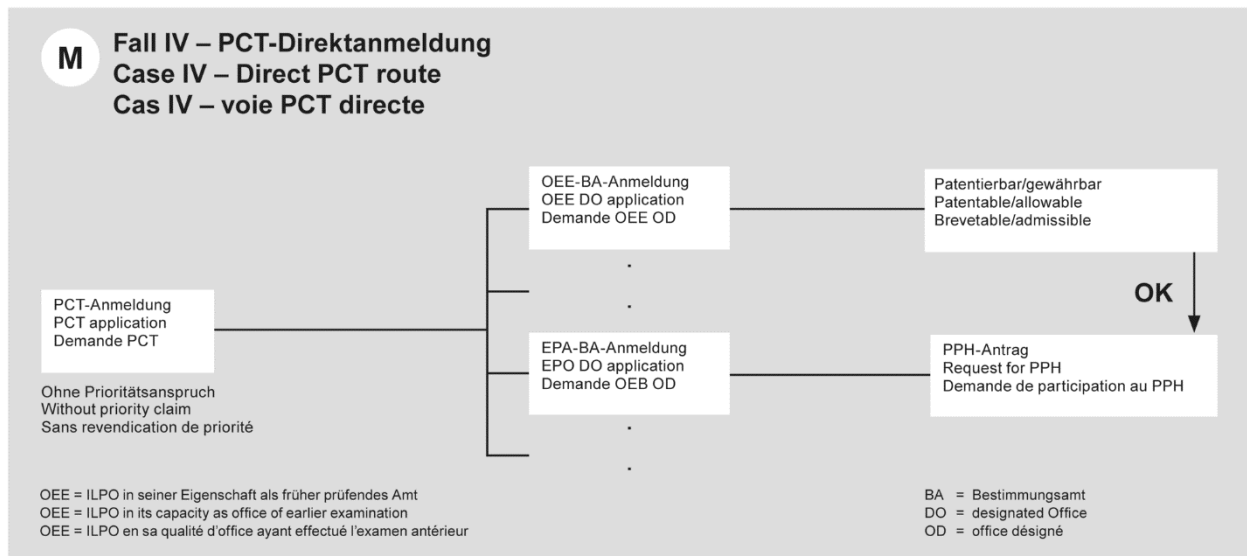 M
Fall IV – PCT-Direktanmeldung
Case IV – Direct PCT route
Cas IV – voie PCT directe
OEE-BA-Anmeldung
OEE DO application
Demande OEE OD
Patentierbar/gewährbar
Patentable/allowable
Brevetable/admissible
OK
PCT-Anmeldung
PCT application
Demande PCT
EPA-BA-Anmeldung
EPO DO application
Demande OEB OD
PPH-Antrag
Request for PPH
Demande de participation au PPH
Ohne Prioritätsanspruch
Without priority claim
Sans revendication de priorité
OEE = ILPO in seiner Eigenschaft als früher prüfendes Amt
OEE = ILPO in its capacity as office of earlier examination
OEE = ILPO en sa qualité d'office ayant effectué l'examen antérieur
BA = Bestimmungsamt
DO = designated Office
OD = office désigné